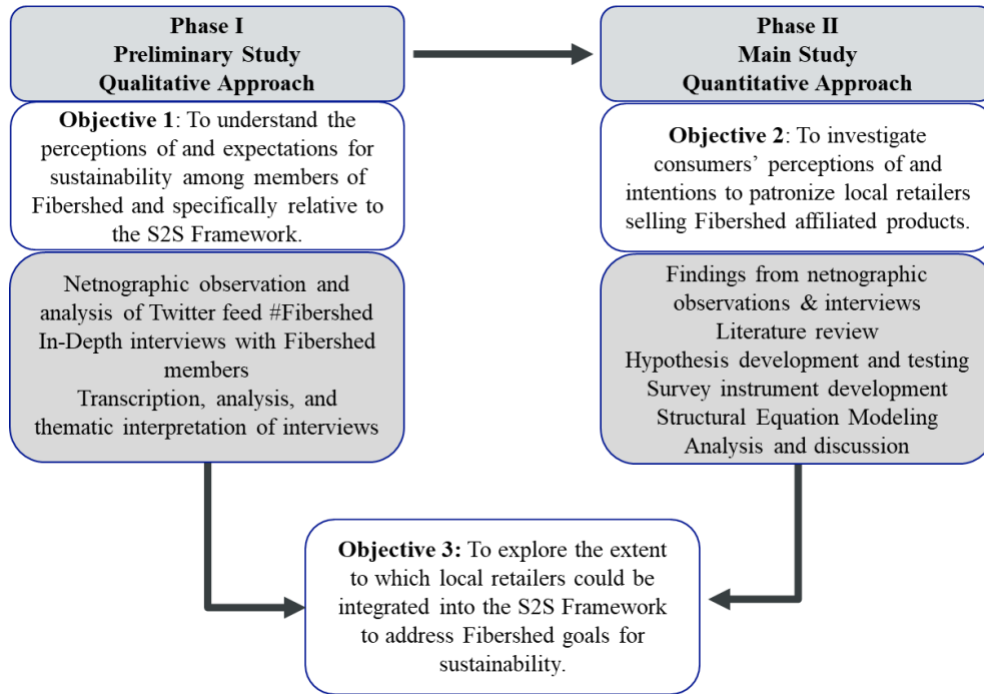 Phase I
Preliminary Study
Qualitative Approach
Objective 1: To understand the
perceptions of and expectations for
sustainability among members of
Fibershed and specifically relative to
the S2S Framework.
Netnographic observation and
analysis of Twitter feed #Fibershed
In-Depth interviews with Fibershed
members
Transcription, analysis, and
thematic interpretation of interviews
Phase II
Main Study
Quantitative Approach
Objective 2: To investigate
consumers’ perceptions of and
intentions to patronize local retailers
selling Fibershed affiliated products.
Findings from netnographic
observations & interviews
Literature review
Hypothesis development and testing
Survey instrument development
Structural Equation Modeling
Analysis and discussion
Objective 3: To explore the extent
to which local retailers could be
integrated into the S2S Framework
to address Fibershed goals for
sustainability.